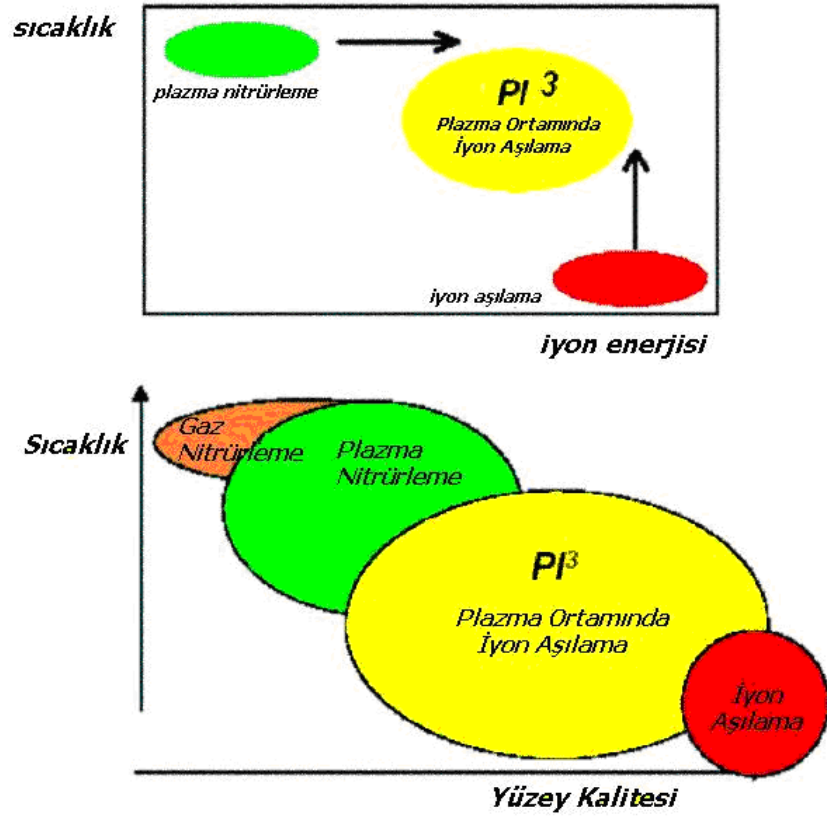 sıcaklık
plazma nitrürleme
PI 3
Plazma Ortamında
İyon Aşılama
iyon aşılama
iyon enerjisi
Sıcaklık
Gaz
Nitrürleme
Plazma
Nitrürleme
PI3
Plazma Ortamında
İyon Aşılama
İyon
Aşılama
Yüzey Kalitesi